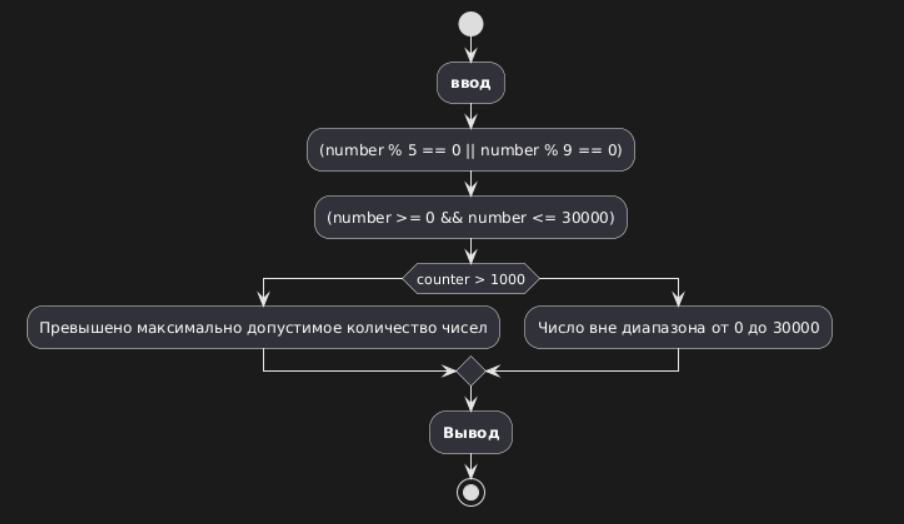 ввод
(number % 5 == 0 || number % 9 == 0)
(number >= 0 && number <= 30000)
counter > 1000
Превышено максимально допустимое количество чисел
Число вне диапазона от 0 до 30000
Вывод